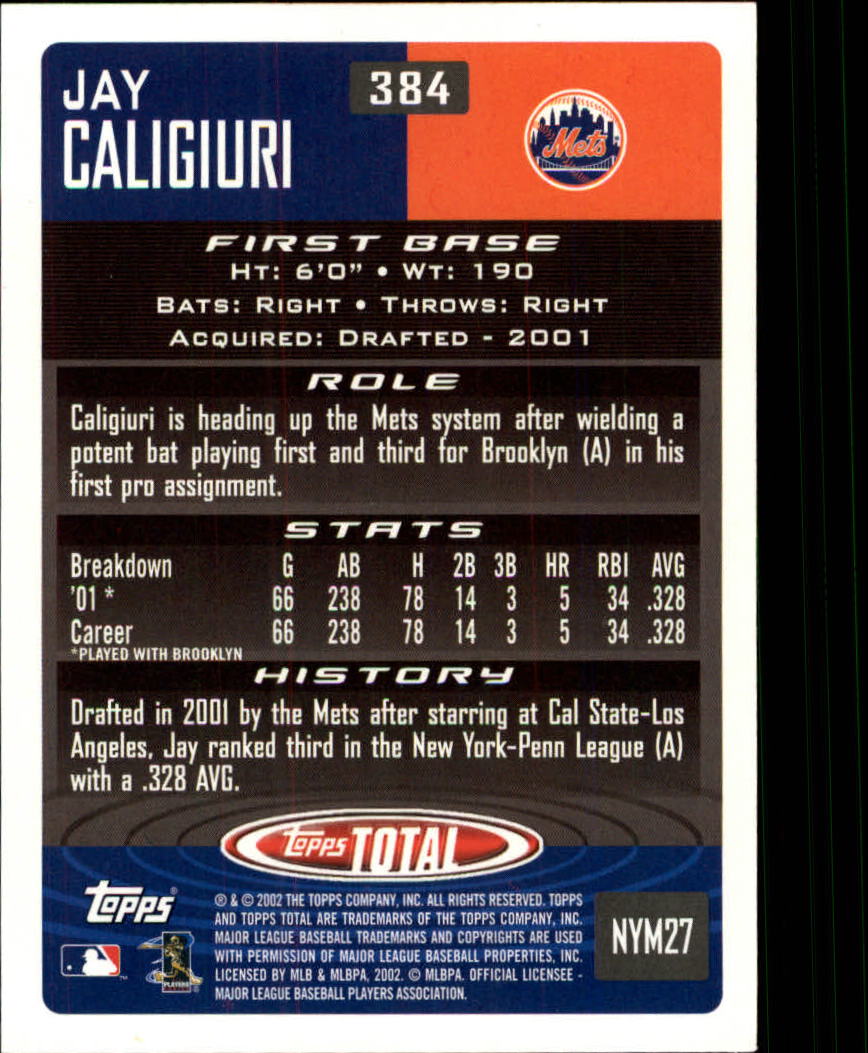 JAY
CALIGIURI
384
Mets
FIRST BASE
HT: 6'0" • WT: 190
BATS: RIGHT • THROWS: RIGHT
ACQUIRED: DRAFTED - 2001
ROLE
Caligiuri is heading up the Mets system after wielding a
potent bat playing first and third for Brooklyn (A) in his
first pro assignment.
STATS
Breakdown G AB H 2B 3B HR RBI AVG
'01 * 66 238 78 14 3 5 34 .328
Career 66 238 78 14 3 5 34 .328
*PLAYED WITH BROOKLYN
HISTORY
Drafted in 2001 by the Mets after starring at Cal State-Los
Angeles, Jay ranked third in the New York-Penn League (A)
with a .328 AVG.
Topps TOTAL
Topps®
® & © 2002 THE TOPPS COMPANY, INC. ALL RIGHTS RESERVED. TOPPS
AND TOPPS TOTAL ARE TRADEMARKS OF THE TOPPS COMPANY, INC.
MAJOR LEAGUE BASEBALL TRADEMARKS AND COPYRIGHTS ARE USED
WITH PERMISSION OF MAJOR LEAGUE BASEBALL PROPERTIES, INC.
LICENSED BY MLB & MLBPA, 2002. © MLBPA. OFFICIAL LICENSEE -
MAJOR LEAGUE BASEBALL PLAYERS ASSOCIATION.
PLAYERS
NYM27